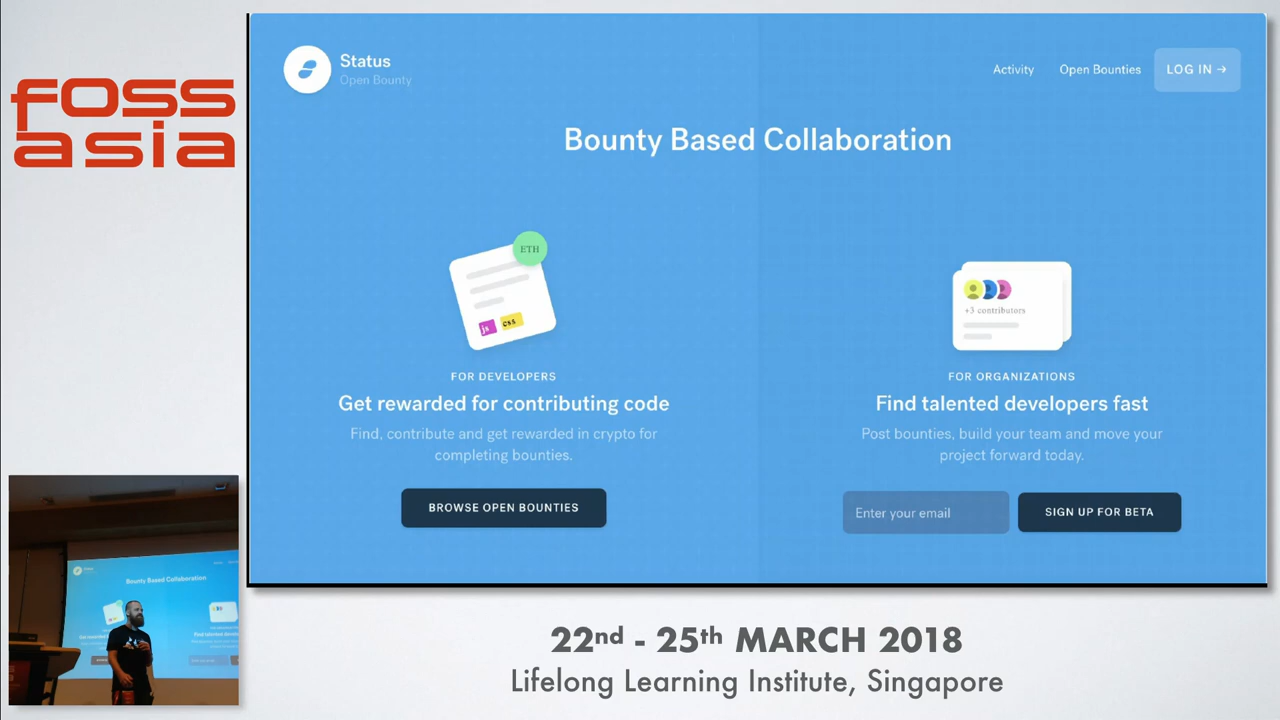 foss
asia
Status
Open Bounty
Activity
Open Bounties
LOG IN →
Bounty Based Collaboration
ETH
js
css
+3 contributors
FOR DEVELOPERS
Get rewarded for contributing code
Find, contribute and get rewarded in crypto for
completing bounties.
BROWSE OPEN BOUNTIES
FOR ORGANIZATIONS
Find talented developers fast
Post bounties, build your team and move your
project forward today.
Enter your email
SIGN UP FOR BETA
Bounty Based Collaboration
22nd - 25th MARCH 2018
Lifelong Learning Institute, Singapore